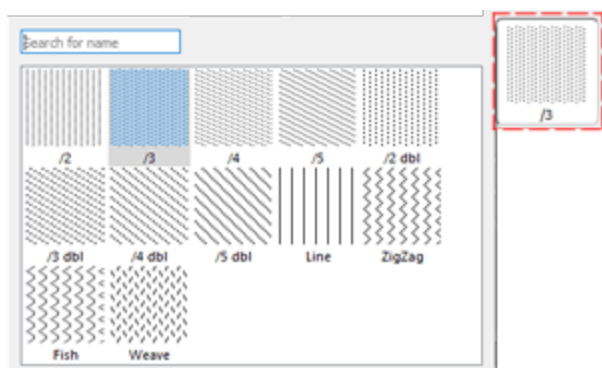 Search for name
/3
/2 /3 /4 /5 /2 dbl
/3 dbl /4 dbl /5 dbl Line ZigZag
Fish Weave